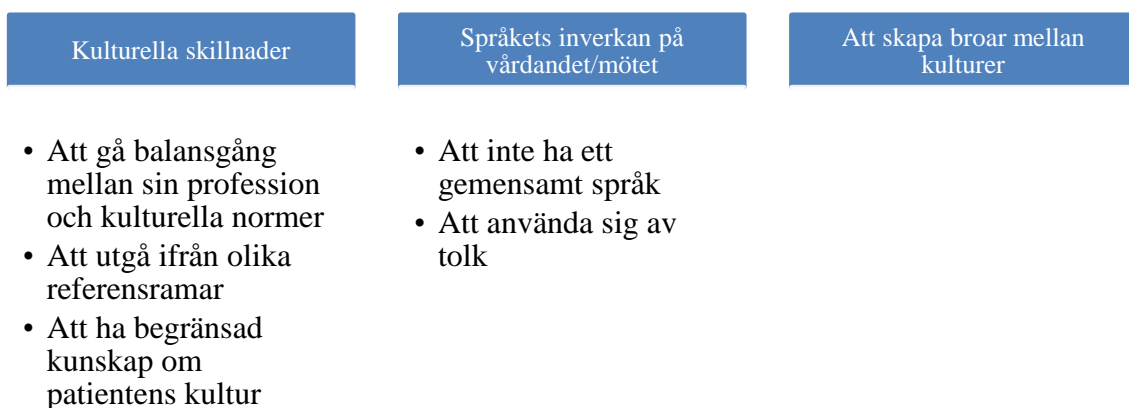 Kulturella skillnader
Språkets inverkan på
vårdandet/mötet
Att skapa broar mellan
kulturer
• Att gå balansgång
mellan sin profession
och kulturella normer
• Att utgå ifrån olika
referensramar
• Att ha begränsad
kunskap om
patientens kultur
• Att inte ha ett
gemensamt språk
• Att använda sig av
tolk